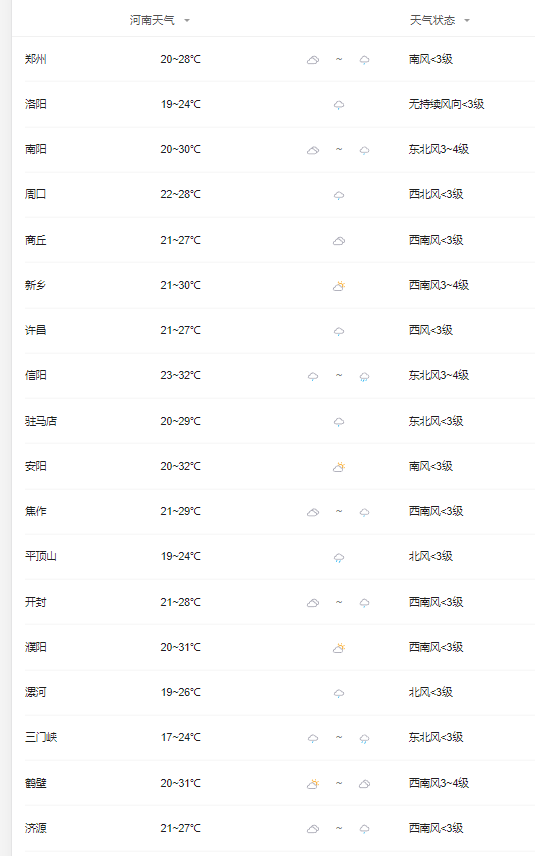 河南天气 天气状态
郑州 20~28℃ ~ 南风<3级
洛阳 19~24℃ 无持续风向<3级
南阳 20~30℃ ~ 东北风3~4级
周口 22~28℃ 西北风<3级
商丘 21~27℃ 西南风<3级
新乡 21~30℃ 西南风3~4级
许昌 21~27℃ 西风<3级
信阳 23~32℃ ~ 东北风3~4级
驻马店 20~29℃ 东北风<3级
安阳 20~32℃ 南风<3级
焦作 21~29℃ ~ 西南风<3级
平顶山 19~24℃ 北风<3级
开封 21~28℃ ~ 西南风<3级
濮阳 20~31℃ 西南风<3级
漯河 19~26℃ 北风<3级
三门峡 17~24℃ ~ 东北风<3级
鹤壁 20~31℃ ~ 西南风3~4级
济源 21~27℃ ~ 西南风<3级